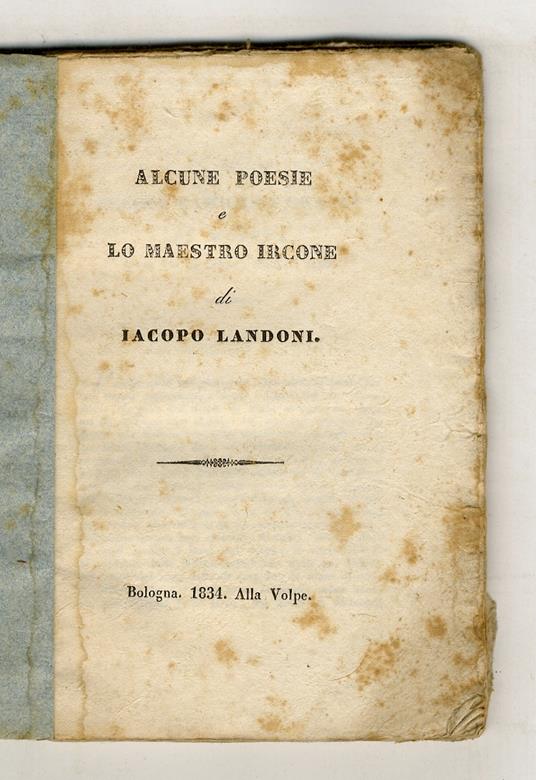 ALCUNE POESIE
e
LO MAESTRO IRCONE
di
IACOPO LANDONI.
Bologna. 1834. Alla Volpe.